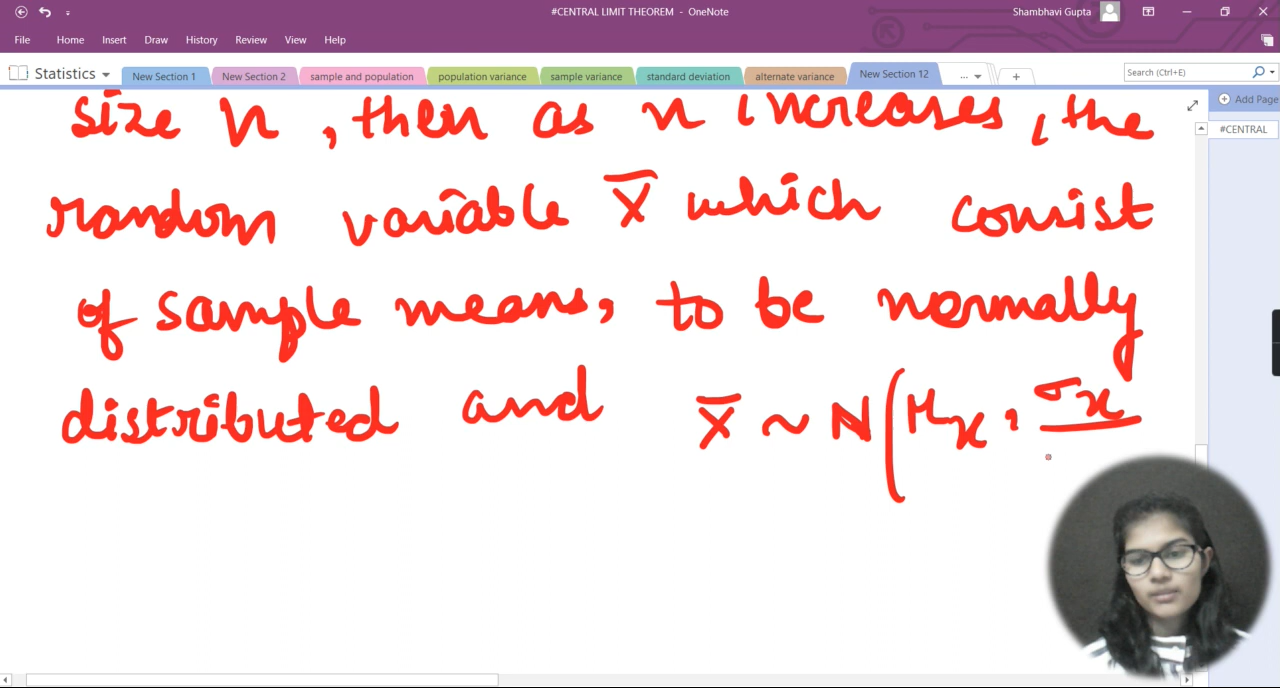 #CENTRAL LIMIT THEOREM - OneNote
Shambhavi Gupta
File Home Insert Draw History Review View Help
Statistics
New Section 1
New Section 2
sample and population
population variance
sample variance
standard deviation
alternate variance
New Section 12
...
+
Search (Ctrl+E)
Add Page
#CENTRAL
size n , then as n increases, the
random variable X̅ which consist
of sample means, to be normally
distributed and X̅ ~ N(μx, σx